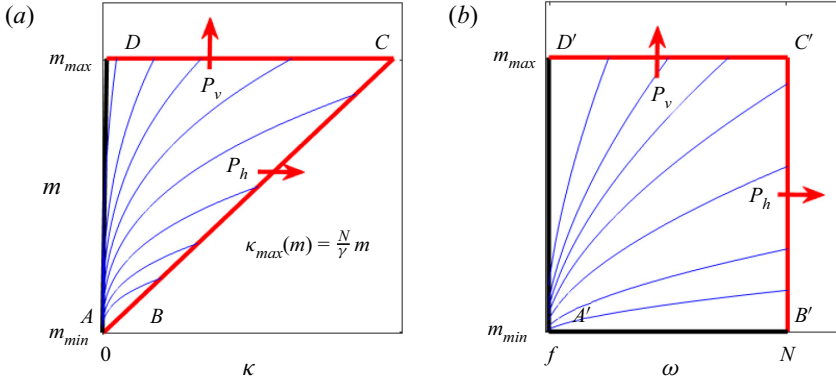 (a)
D
C
m_max
P_v
P_h
m
κ_max(m) = N/γ m
A
B
m_min
0
κ
(b)
D′
C′
m_max
P_v
P_h
A′
B′
m_min
f
N
ω